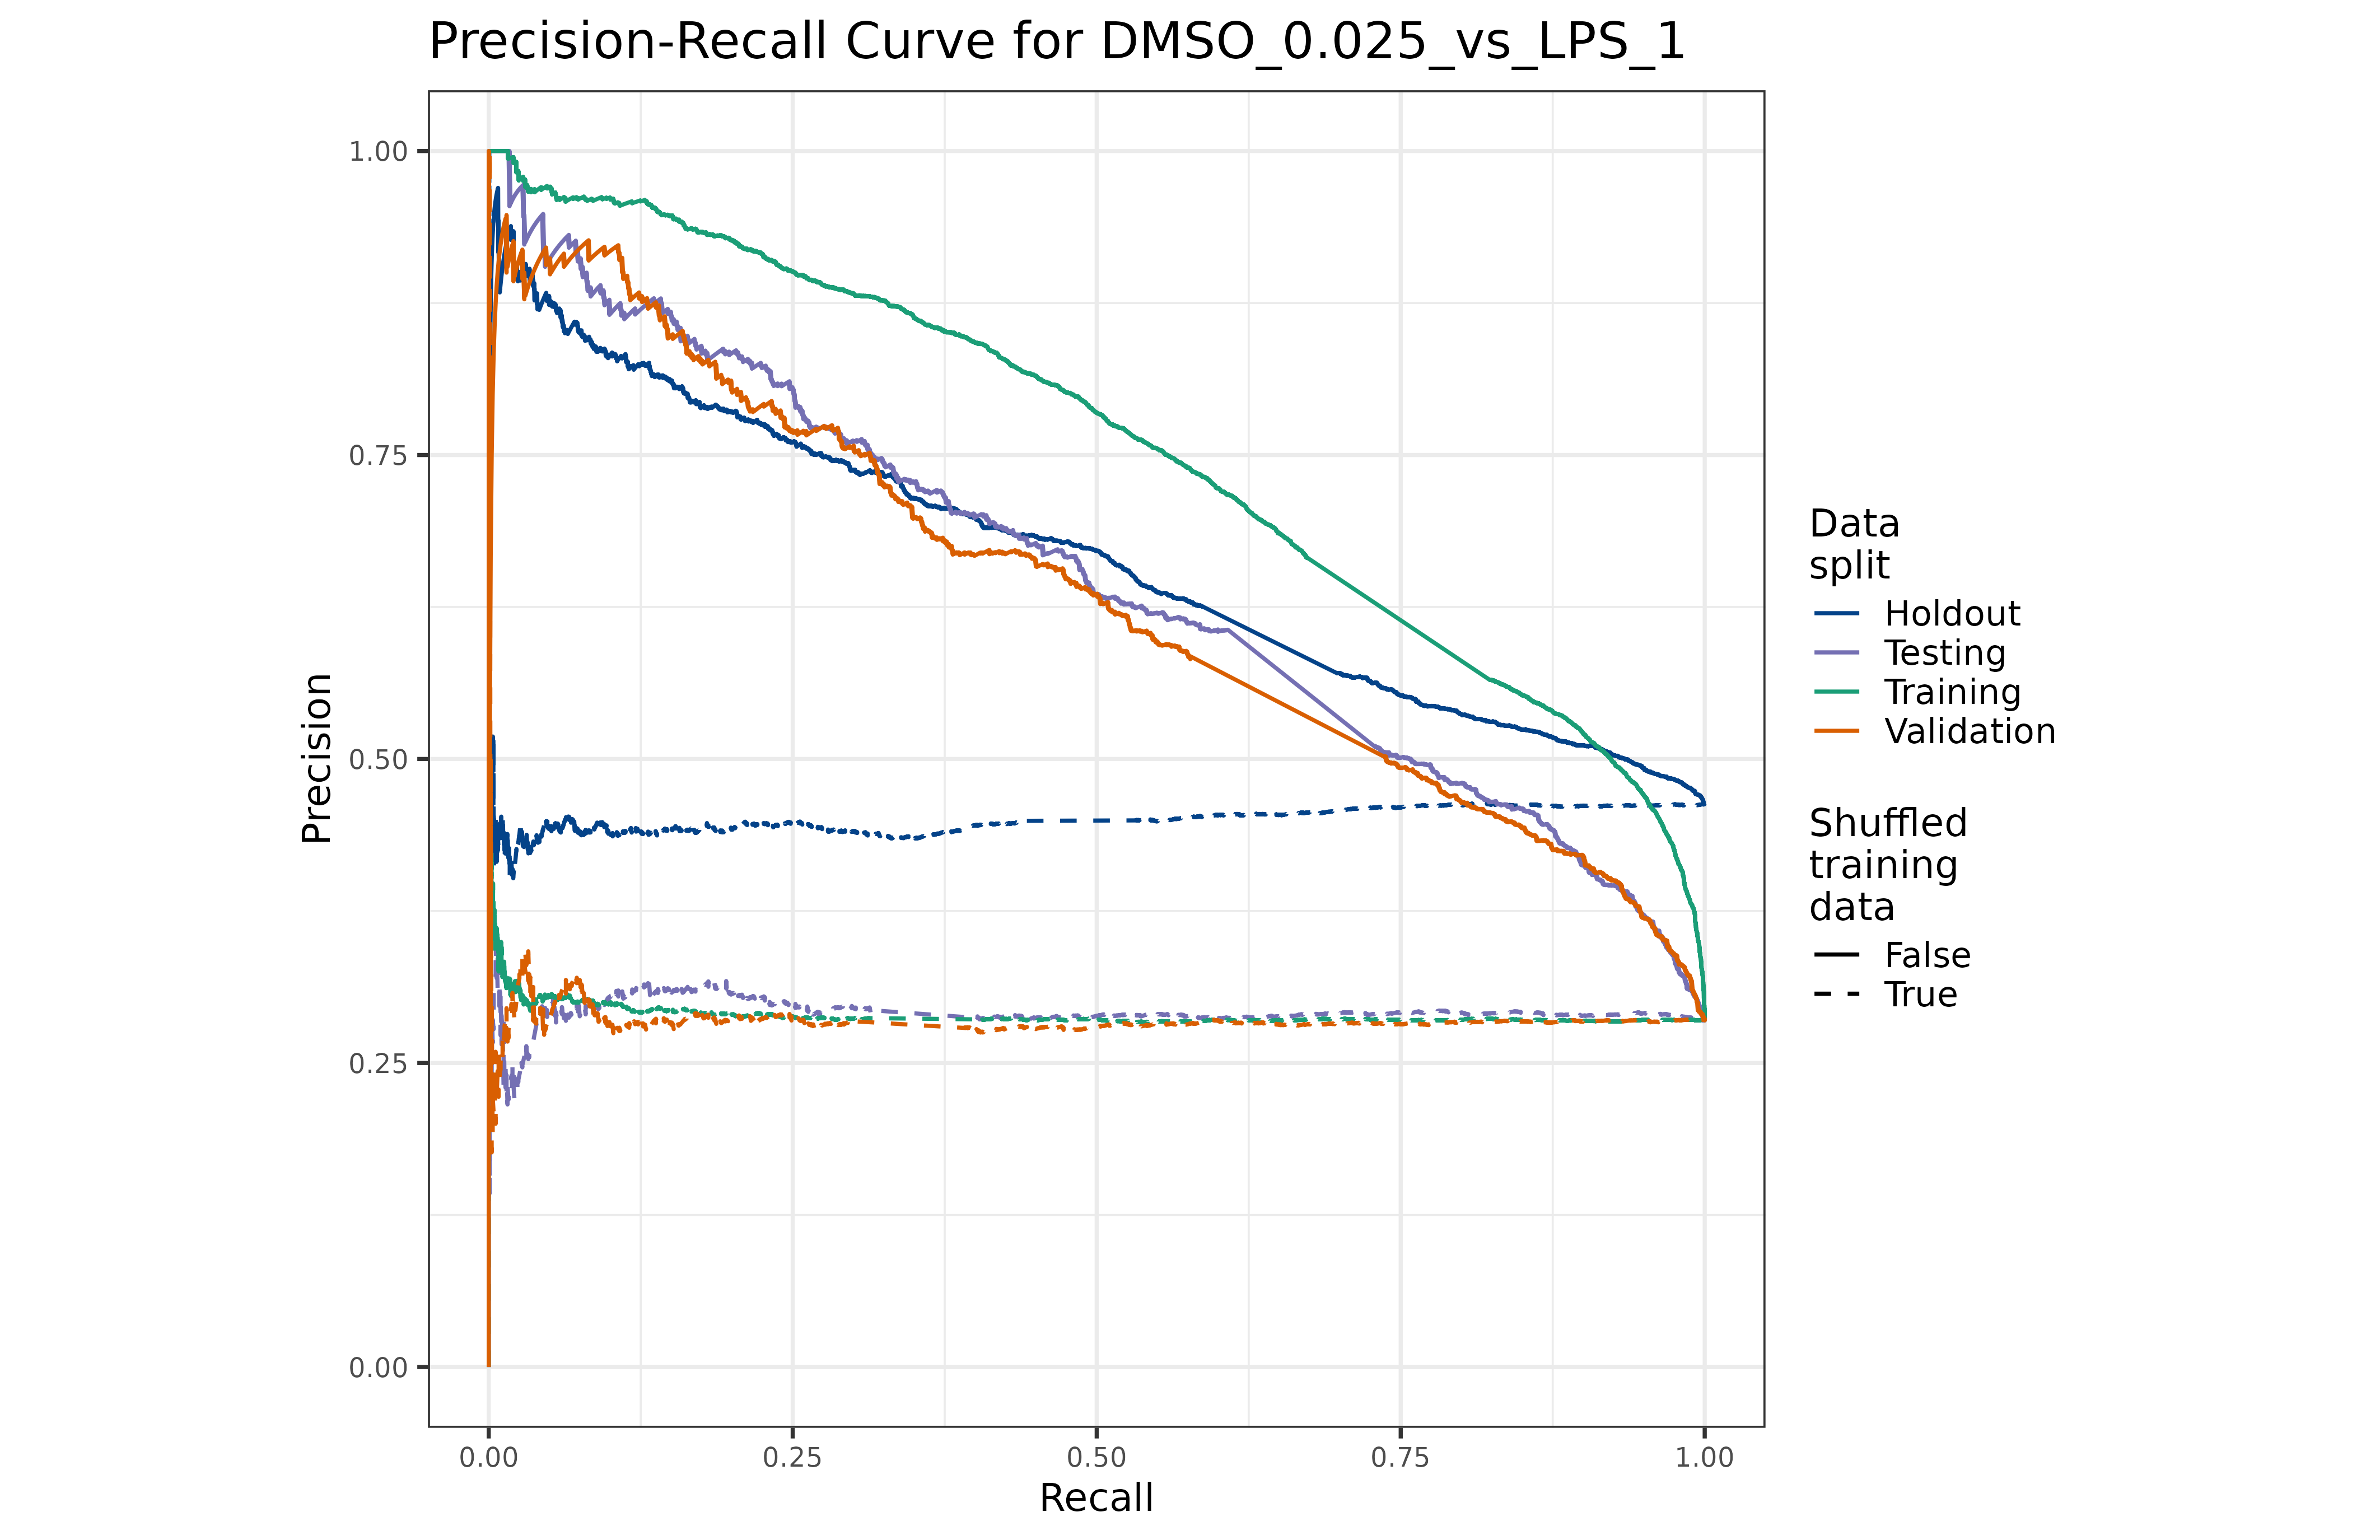 Precision-Recall Curve for DMSO_0.025_vs_LPS_1
1.00
0.75
0.50
0.25
0.00
Precision
0.00
0.25
0.50
0.75
1.00
Recall
Data
split
Holdout
Testing
Training
Validation
Shuffled
training
data
False
True